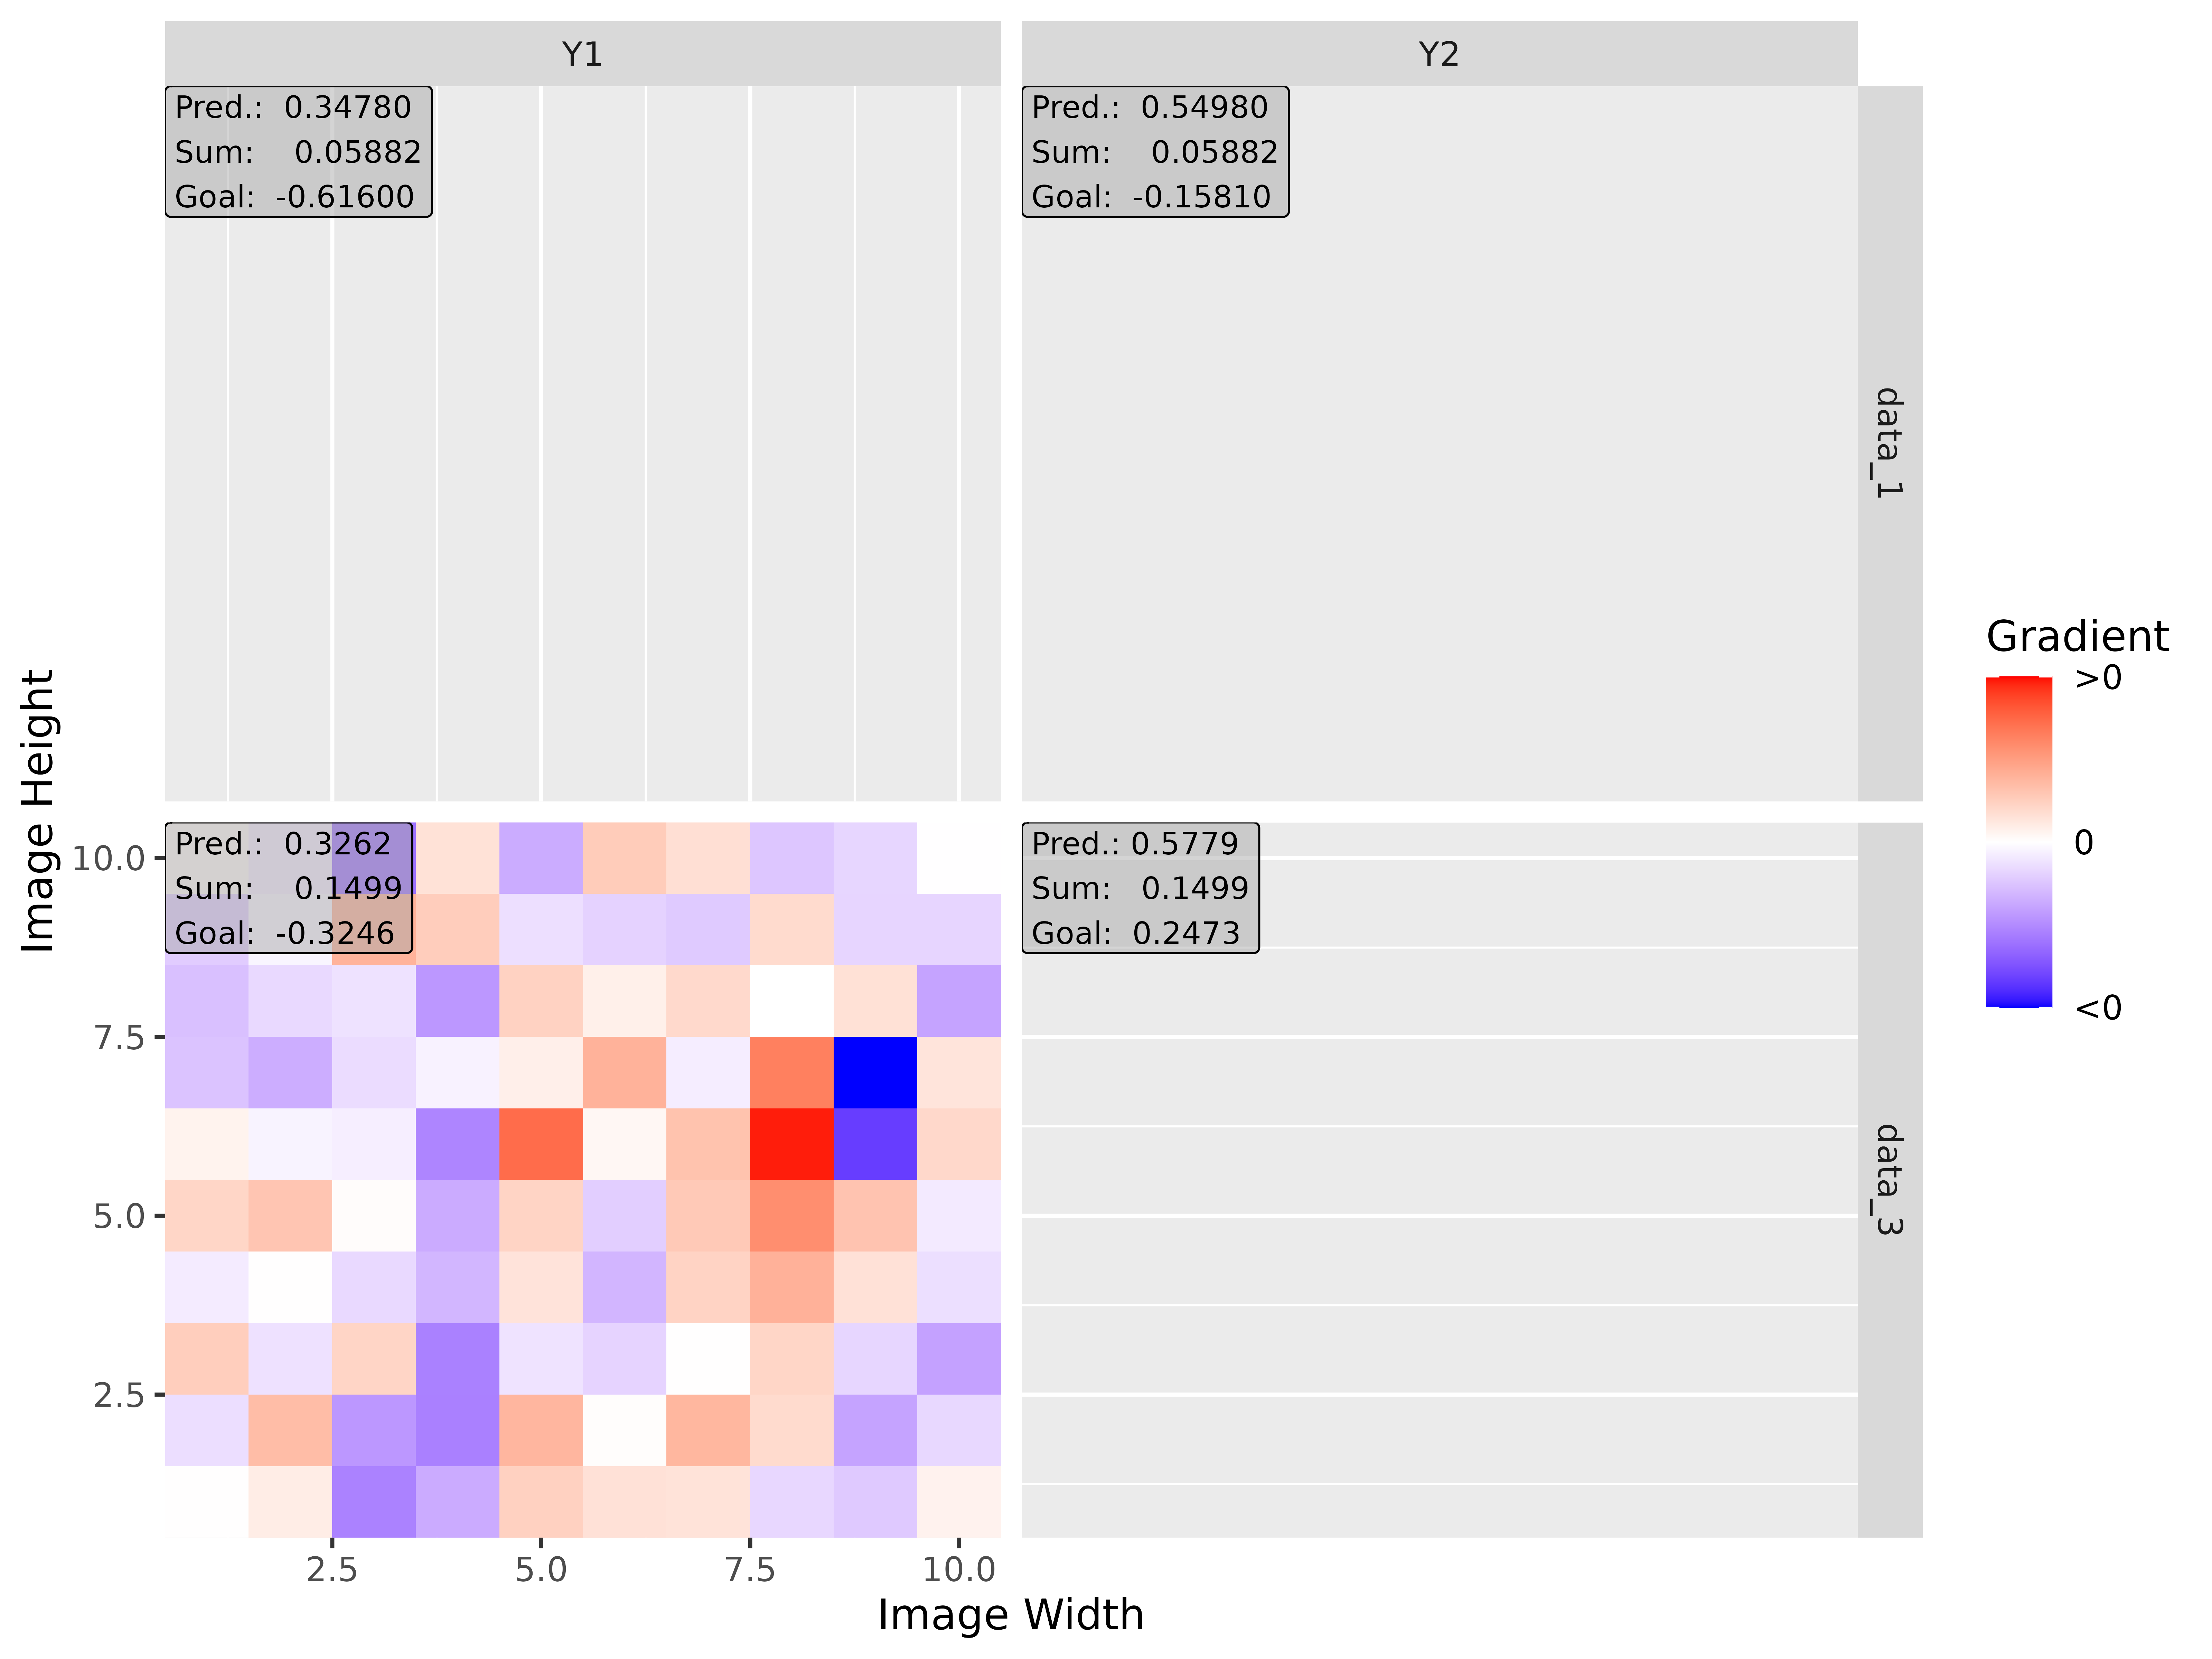 Y1
Y2
Pred.: 0.34780
Sum: 0.05882
Goal: -0.61600
Pred.: 0.54980
Sum: 0.05882
Goal: -0.15810
data_1
Image Height
10.0
7.5
5.0
2.5
Pred.: 0.3262
Sum: 0.1499
Goal: -0.3246
Pred.: 0.5779
Sum: 0.1499
Goal: 0.2473
data_3
2.5
5.0
7.5
10.0
Image Width
Gradient
>0
0
<0